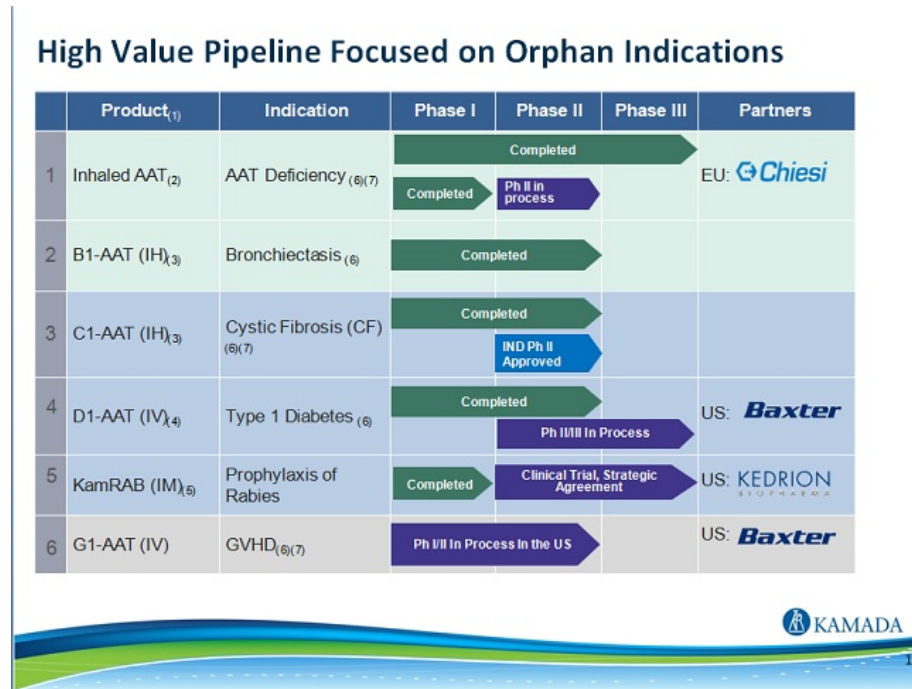 High Value Pipeline Focused on Orphan Indications
Product(1) Indication Phase I Phase II Phase III Partners
1 Inhaled AAT(2) AAT Deficiency (6)(7) Completed EU: Chiesi
Completed Ph II in
process
2 B1-AAT (IH)(3) Bronchiectasis (6) Completed
3 C1-AAT (IH)(3) Cystic Fibrosis (CF)
(6)(7)
Completed
IND Ph II
Approved
4 D1-AAT (IV)(4) Type 1 Diabetes (6) Completed US: Baxter
Ph II/III In Process
5 KamRAB (IM)(5) Prophylaxis of
Rabies
Completed Clinical Trial, Strategic
Agreement
US: KEDRION
BIOPHARMA
6 G1-AAT (IV) GVHD(6)(7) Ph I/II In Process In the US US: Baxter
KAMADA
1